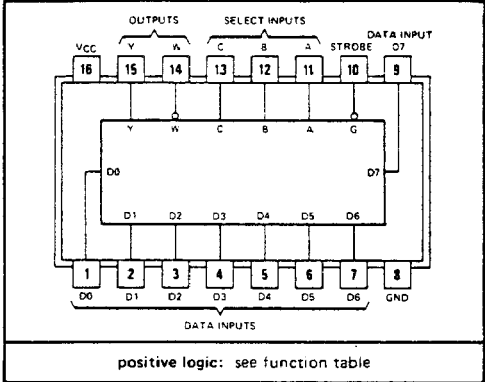 OUTPUTS SELECT INPUTS
DATA INPUT
VCC Y W C B A STROBE D7
16 15 14 13 12 11 10 9
Y W C B A G
D0 D7
D1 D2 D3 D4 D5 D6
1 2 3 4 5 6 7 8
D0 D1 D2 D3 D4 D5 D6 GND
DATA INPUTS
positive logic: see function table